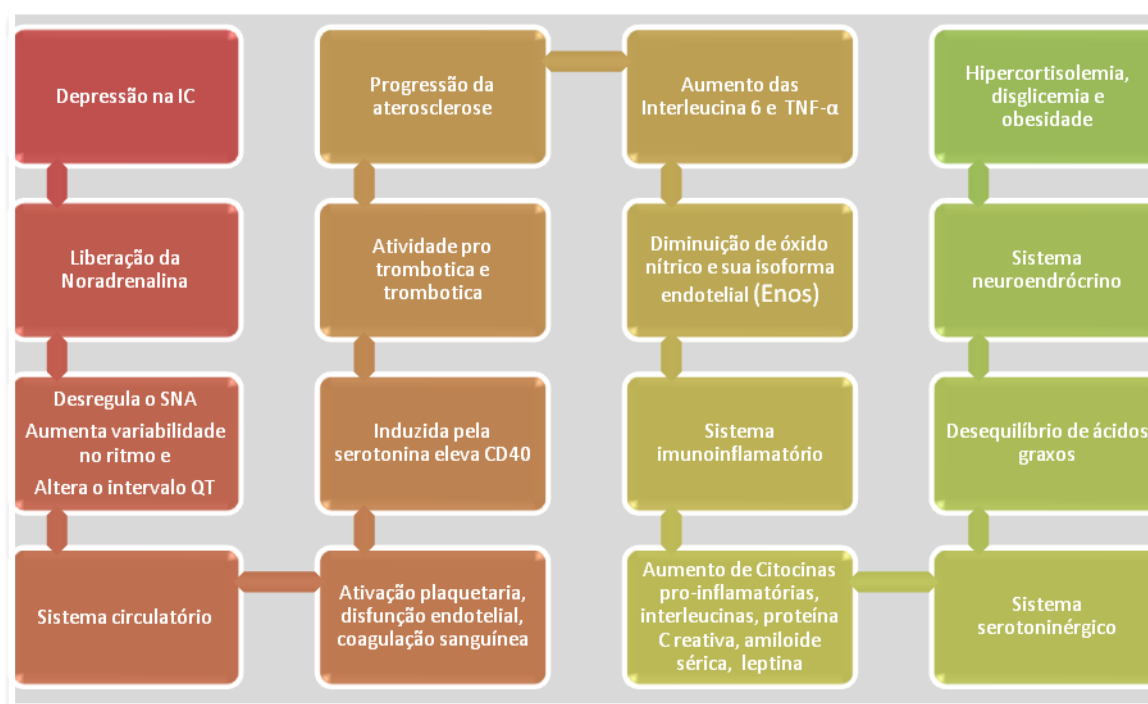 Depressão na IC
Liberação da
Noradrenalina
Desregula o SNA
Aumenta variabilidade
no ritmo e
Altera o intervalo QT
Sistema circulatório
Ativação plaquetaria,
disfunção endotelial,
coagulação sanguínea
Induzida pela
serotonina eleva CD40
Atividade pro
trombotica e
trombotica
Progressão da
aterosclerose
Aumento das
Interleucina 6 e TNF-α
Diminuição de óxido
nítrico e sua isoforma
endotelial (Enos)
Sistema
imunoinflamatório
Aumento de Citocinas
pro-inflamatórias,
interleucinas, proteína
C reativa, amiloide
sérica, leptina
Sistema
serotoninérgico
Desequilíbrio de ácidos
graxos
Sistema
neuroendrócrino
Hipercortisolemia,
disglicemia e
obesidade